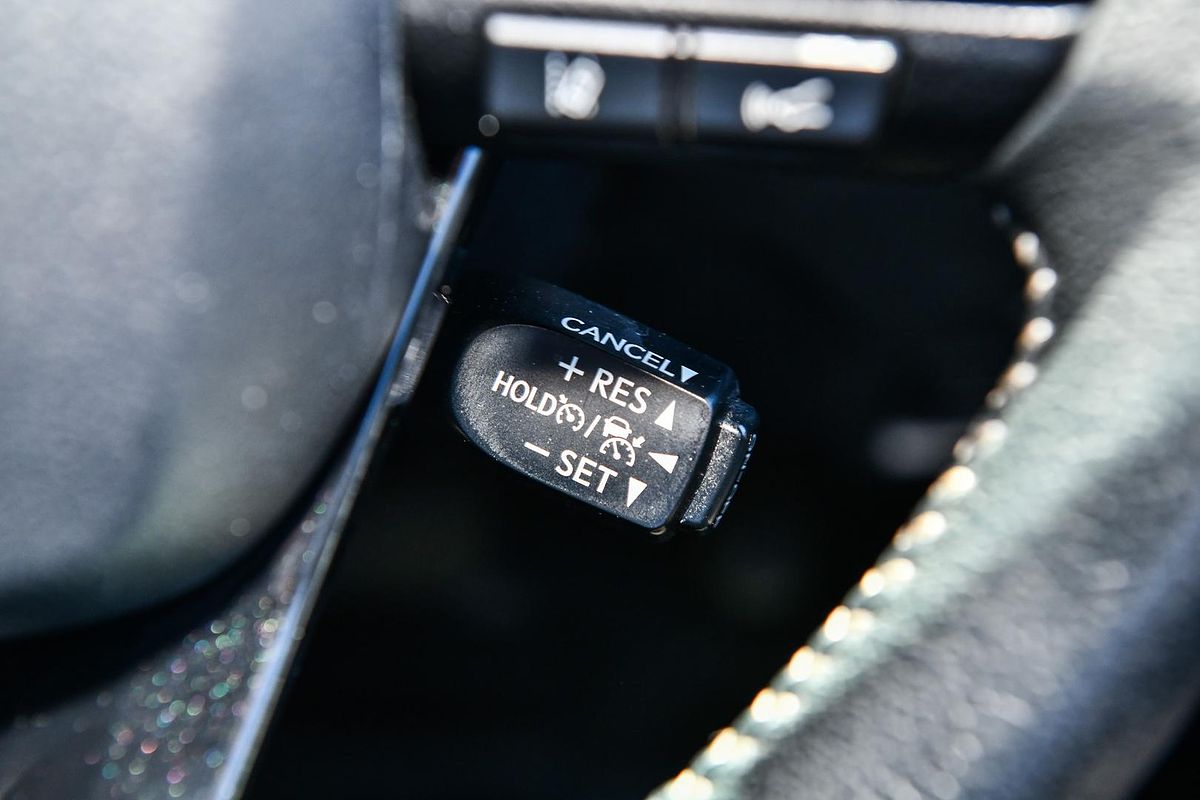 CANCEL▼
+ RES ▲
HOLD / ◀
− SET ▼